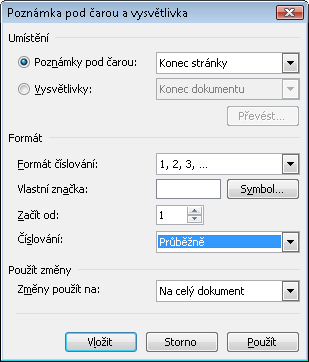 Poznámka pod čarou a vysvětlivka
Umístění
Poznámky pod čarou: Konec stránky
Vysvětlivky: Konec dokumentu
Převést...
Formát
Formát číslování: 1, 2, 3, ...
Vlastní značka: Symbol...
Začít od: 1
Číslování: Průběžně
Použít změny
Změny použít na: Na celý dokument
Vložit Storno Použít